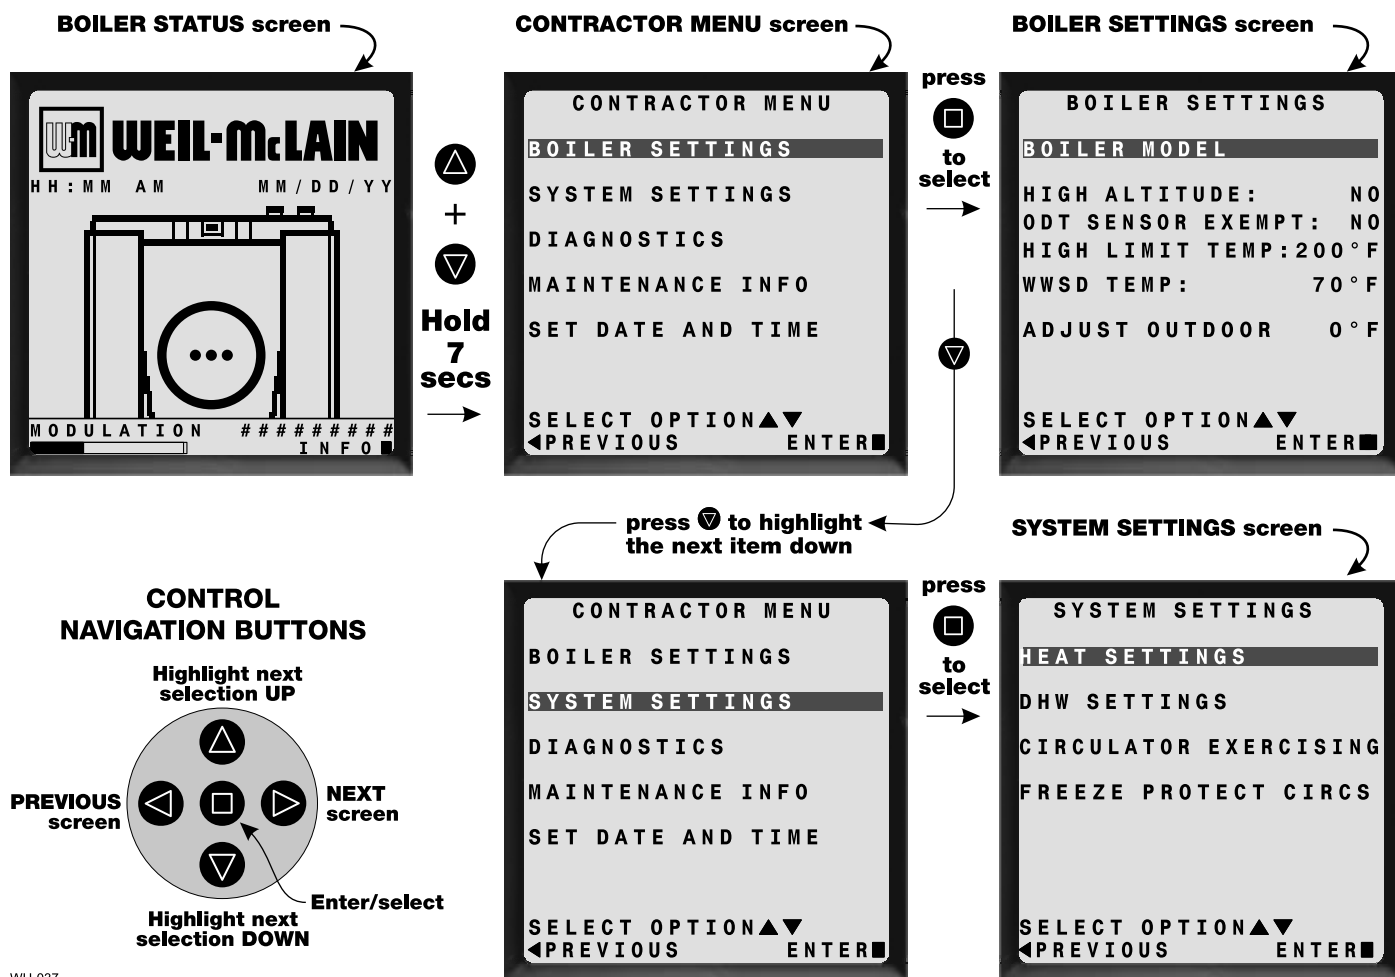 BOILER STATUS screen
W-M WEIL-McLAIN
HH:MM AM MM/DD/YY
MODULATION #########
INFO■
△
+
▽
Hold
7
secs
CONTRACTOR MENU screen
CONTRACTOR MENU
BOILER SETTINGS
SYSTEM SETTINGS
DIAGNOSTICS
MAINTENANCE INFO
SET DATE AND TIME
SELECT OPTION▲▼
◀PREVIOUS ENTER■
press
to
select
BOILER SETTINGS screen
BOILER SETTINGS
BOILER MODEL
HIGH ALTITUDE: NO
ODT SENSOR EXEMPT: NO
HIGH LIMIT TEMP:200°F
WWSD TEMP: 70°F
ADJUST OUTDOOR 0°F
SELECT OPTION▲▼
◀PREVIOUS ENTER■
press ▽ to highlight
the next item down
CONTROL
NAVIGATION BUTTONS
Highlight next
selection UP
PREVIOUS
screen
NEXT
screen
Enter/select
Highlight next
selection DOWN
CONTRACTOR MENU
BOILER SETTINGS
SYSTEM SETTINGS
DIAGNOSTICS
MAINTENANCE INFO
SET DATE AND TIME
SELECT OPTION▲▼
◀PREVIOUS ENTER■
press
to
select
SYSTEM SETTINGS screen
SYSTEM SETTINGS
HEAT SETTINGS
DHW SETTINGS
CIRCULATOR EXERCISING
FREEZE PROTECT CIRCS
SELECT OPTION▲▼
◀PREVIOUS ENTER■